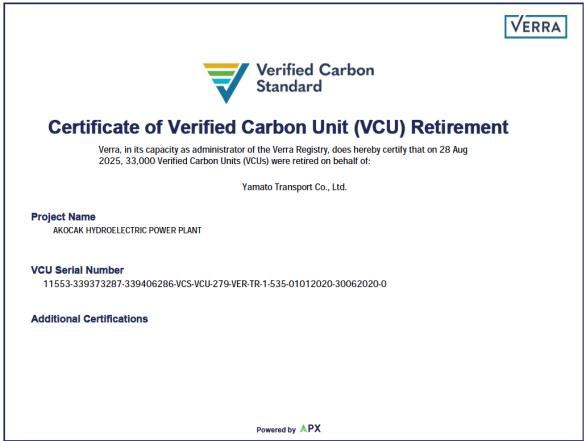 VERRA
Verified Carbon
Standard
Certificate of Verified Carbon Unit (VCU) Retirement
Verra, in its capacity as administrator of the Verra Registry, does hereby certify that on 28 Aug
2025, 33,000 Verified Carbon Units (VCUs) were retired on behalf of:
Yamato Transport Co., Ltd.
Project Name
AKOCAK HYDROELECTRIC POWER PLANT
VCU Serial Number
11553-339373287-339406286-VCS-VCU-279-VER-TR-1-535-01012020-30062020-0
Additional Certifications
Powered by APX